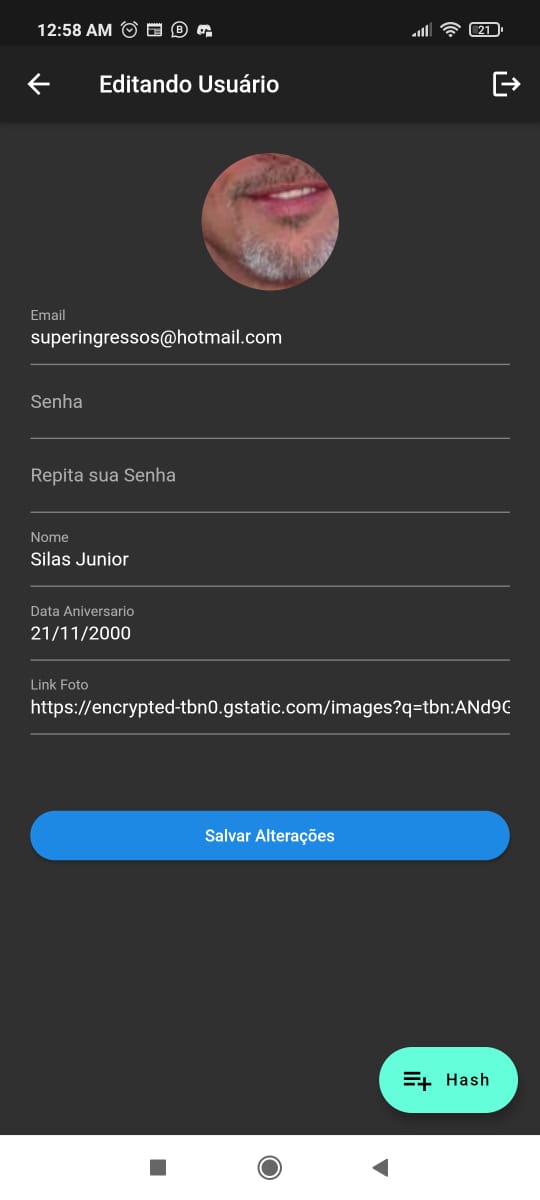 12:58 AM
21
Editando Usuário
Email
superingressos@hotmail.com
Senha
Repita sua Senha
Nome
Silas Junior
Data Aniversario
21/11/2000
Link Foto
https://encrypted-tbn0.gstatic.com/images?q=tbn:ANd9G
Salvar Alterações
Hash